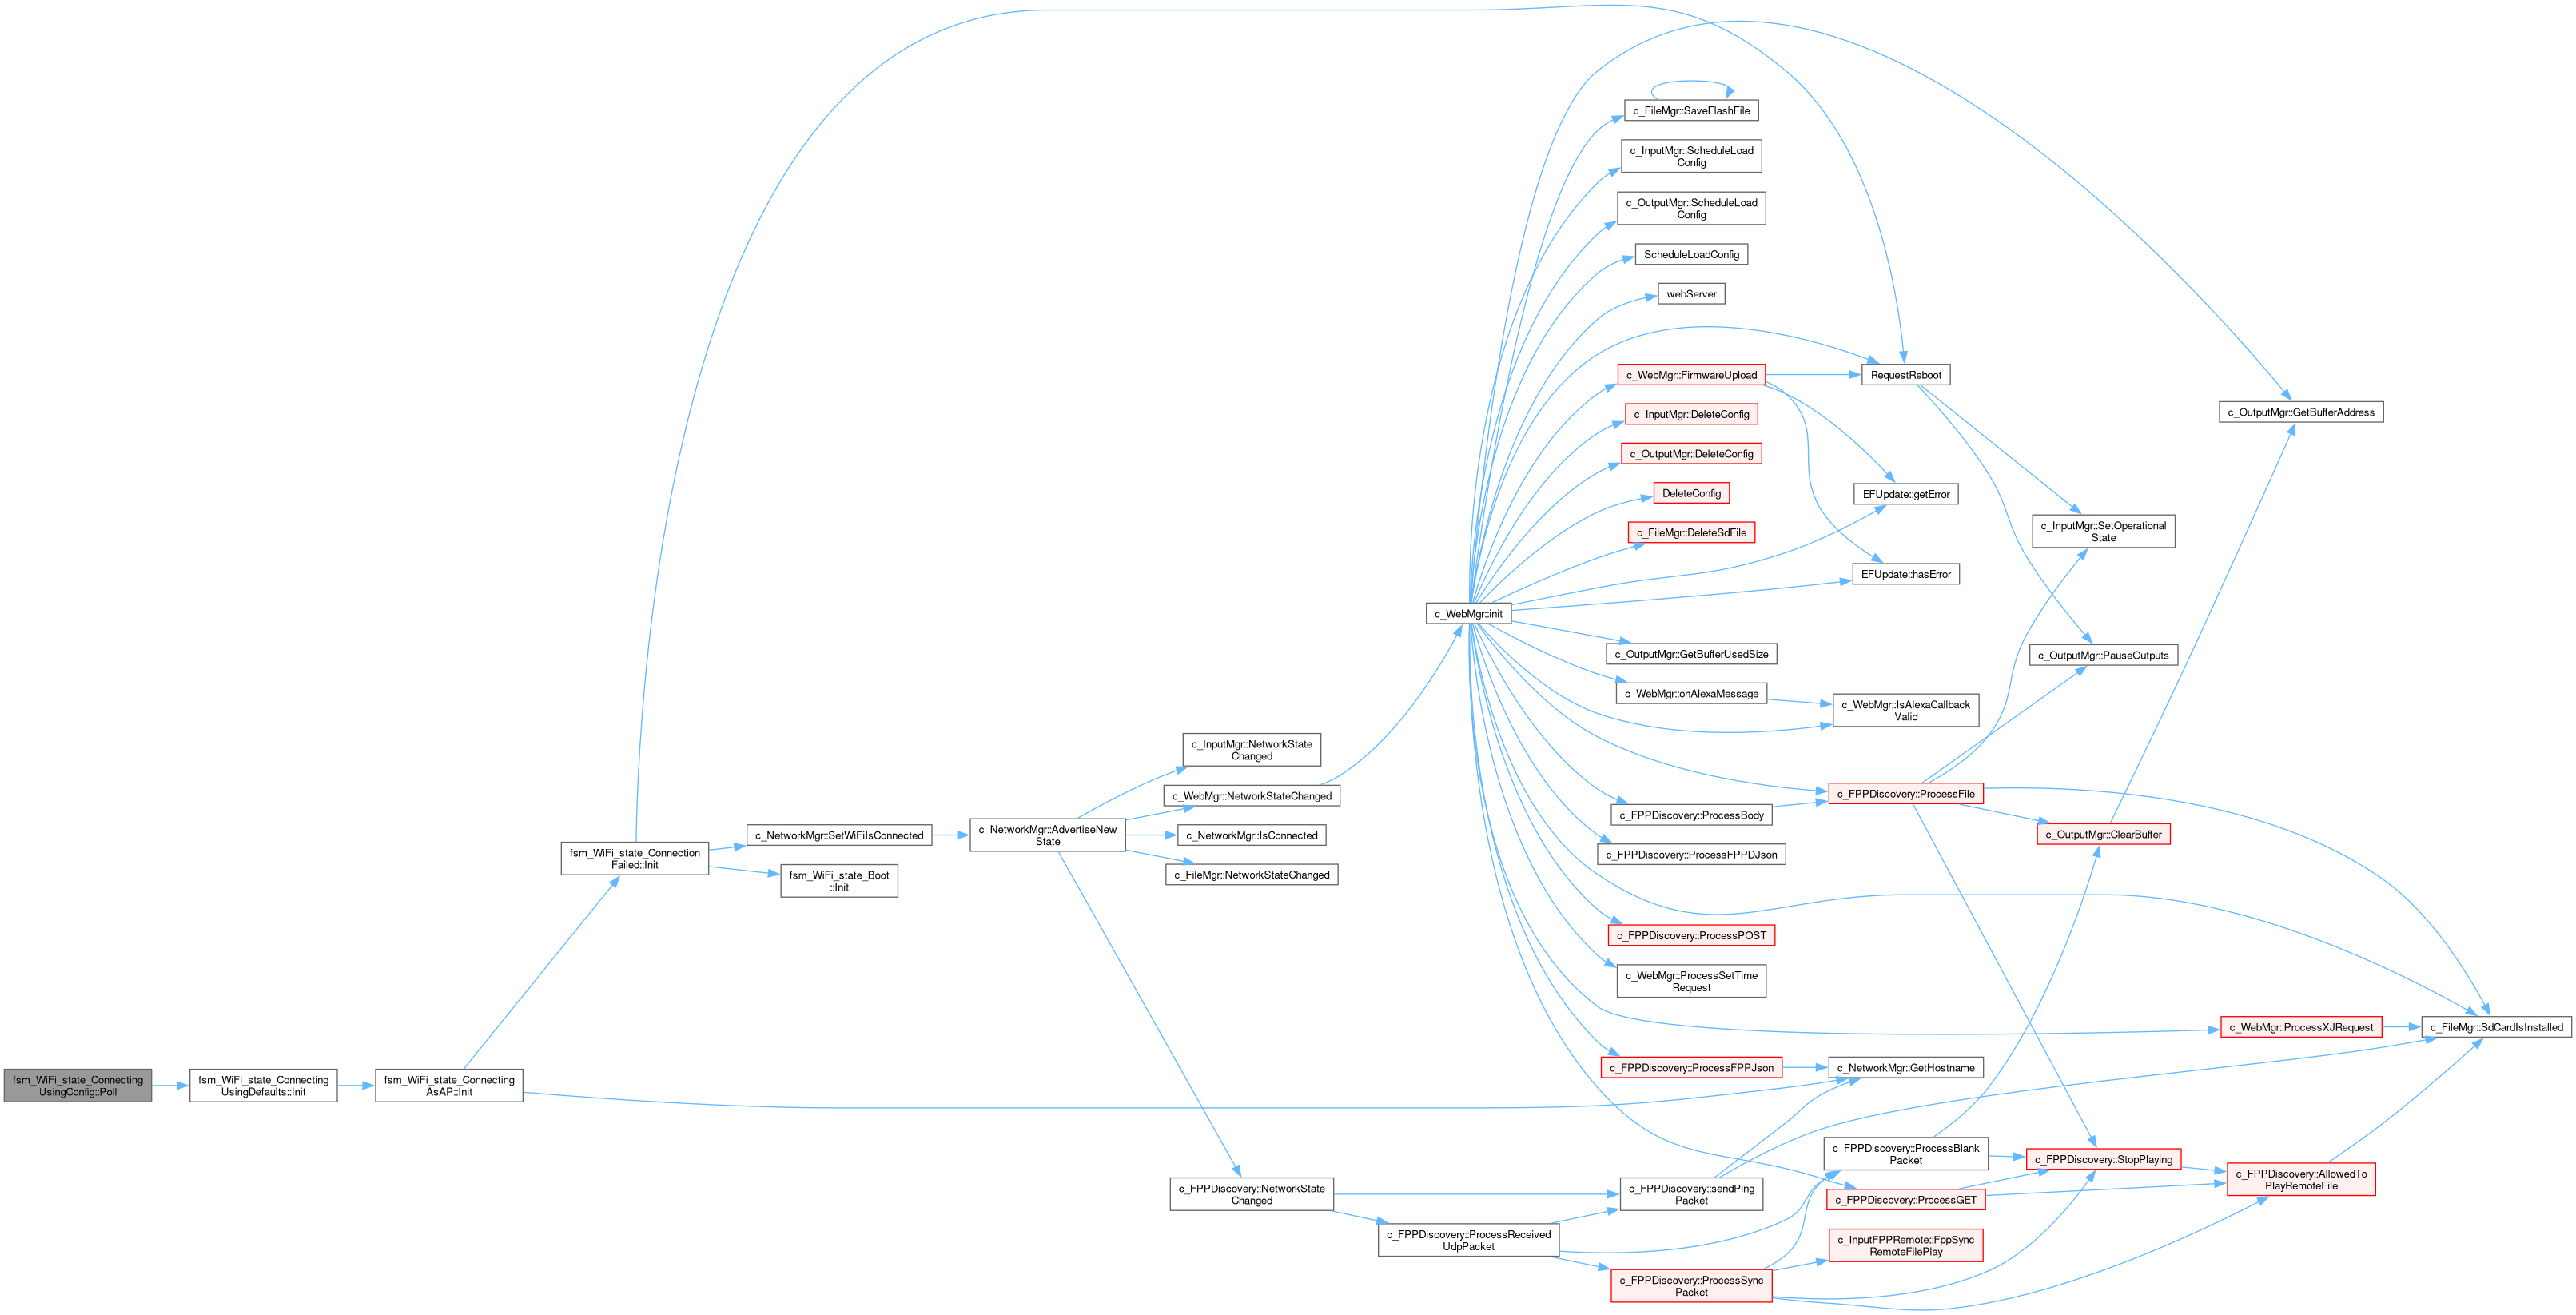 fsm_WiFi_state_Connecting
UsingConfig::Poll
fsm_WiFi_state_Connecting
UsingDefaults::Init
fsm_WiFi_state_Connecting
AsAP::Init
fsm_WiFi_state_Connection
Failed::Init
c_NetworkMgr::SetWiFiIsConnected
fsm_WiFi_state_Boot
::Init
c_NetworkMgr::AdvertiseNew
State
c_InputMgr::NetworkState
Changed
c_WebMgr::NetworkStateChanged
c_NetworkMgr::IsConnected
c_FileMgr::NetworkStateChanged
c_FPPDiscovery::NetworkState
Changed
c_FPPDiscovery::ProcessReceived
UdpPacket
c_WebMgr::init
c_FileMgr::SaveFlashFile
c_InputMgr::ScheduleLoad
Config
c_OutputMgr::ScheduleLoad
Config
ScheduleLoadConfig
webServer
c_WebMgr::FirmwareUpload
c_InputMgr::DeleteConfig
c_OutputMgr::DeleteConfig
DeleteConfig
c_FileMgr::DeleteSdFile
c_OutputMgr::GetBufferUsedSize
c_WebMgr::onAlexaMessage
c_FPPDiscovery::ProcessBody
c_FPPDiscovery::ProcessFPPDJson
c_FPPDiscovery::ProcessPOST
c_WebMgr::ProcessSetTime
Request
c_FPPDiscovery::ProcessFPPJson
c_FPPDiscovery::sendPing
Packet
c_FPPDiscovery::ProcessSync
Packet
RequestReboot
EFUpdate::getError
EFUpdate::hasError
c_WebMgr::IsAlexaCallback
Valid
c_FPPDiscovery::ProcessFile
c_NetworkMgr::GetHostname
c_FPPDiscovery::ProcessBlank
Packet
c_FPPDiscovery::ProcessGET
c_InputFPPRemote::FppSync
RemoteFilePlay
c_InputMgr::SetOperational
State
c_OutputMgr::PauseOutputs
c_OutputMgr::ClearBuffer
c_FPPDiscovery::StopPlaying
c_OutputMgr::GetBufferAddress
c_WebMgr::ProcessXJRequest
c_FPPDiscovery::AllowedTo
PlayRemoteFile
c_FileMgr::SdCardIsInstalled